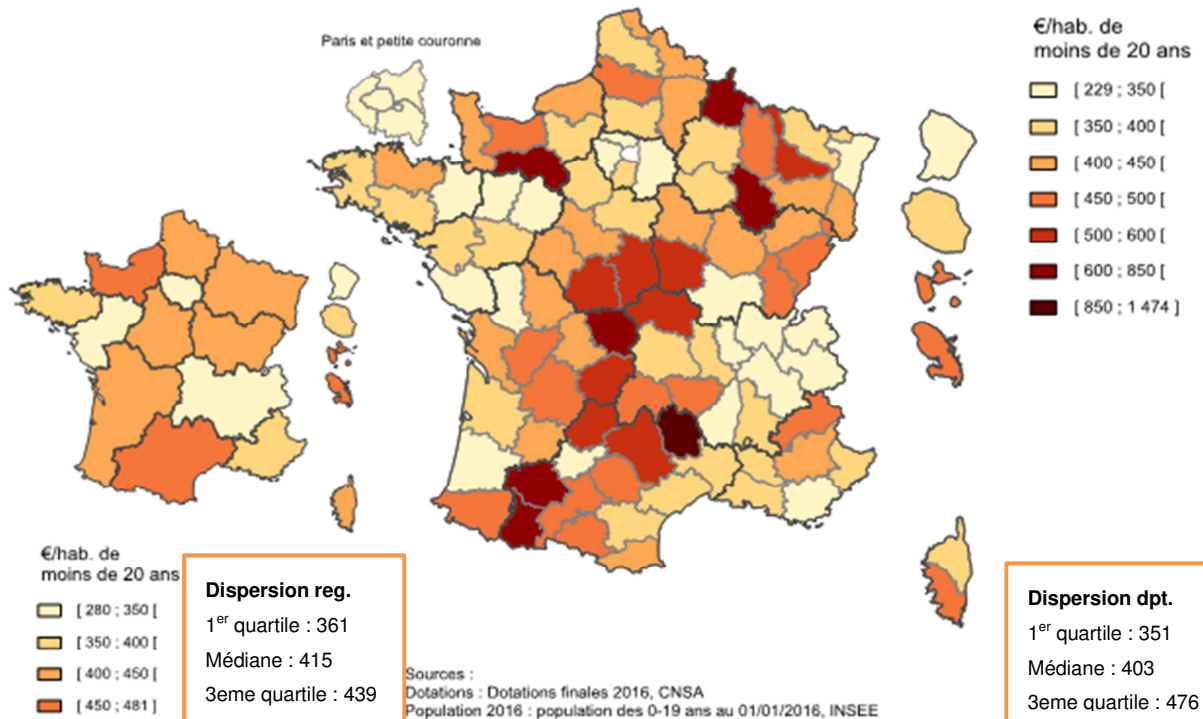 Paris et petite couronne
€/hab. de
moins de 20 ans
[ 229 ; 350 [
[ 350 ; 400 [
[ 400 ; 450 [
[ 450 ; 500 [
[ 500 ; 600 [
[ 600 ; 850 [
[ 850 ; 1 474 ]
€/hab. de
moins de 20 ans
[ 280 ; 350 [
[ 350 ; 400 [
[ 400 ; 450 [
[ 450 ; 481 ]
Dispersion reg.
1er quartile : 361
Médiane : 415
3eme quartile : 439
Sources :
Dotations : Dotations finales 2016, CNSA
Population 2016 : population des 0-19 ans au 01/01/2016, INSEE
Dispersion dpt.
1er quartile : 351
Médiane : 403
3eme quartile : 476